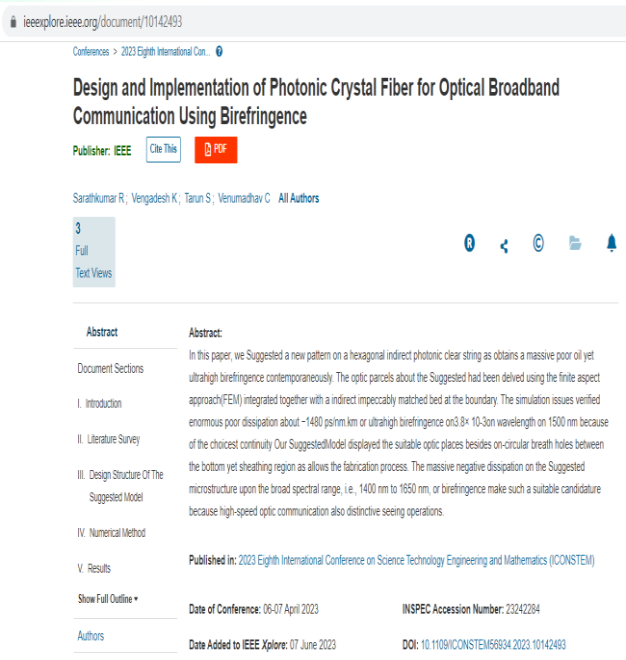 ieeexplore.ieee.org/document/10142493
Conferences > 2023 Eighth International Con...
Design and Implementation of Photonic Crystal Fiber for Optical Broadband
Communication Using Birefringence
Publisher: IEEE Cite This PDF
Sarathkumar R ; Vengadesh K ; Tarun S ; Venumadhav C All Authors
3
Full
Text Views
Abstract
Document Sections
I. Introduction
II. Literature Survey
III. Design Structure Of The
Suggested Model
IV. Numerical Method
V. Results
Show Full Outline
Authors
Abstract:
In this paper, we Suggested a new pattern on a hexagonal indirect photonic clear string as obtains a massive poor oil yet
ultrahigh birefringence contemporaneously. The optic parcels about the Suggested had been delved using the finite aspect
approach(FEM) integrated together with a indirect impeccably matched bed at the boundary. The simulation issues verified
enormous poor dissipation about −1480 ps/nm.km or ultrahigh birefringence on3.8× 10-3on wavelength on 1500 nm because
of the choicest continuity Our SuggestedModel displayed the suitable optic places besides on-circular breath holes between
the bottom yet sheathing region as allows the fabrication process. The massive negative dissipation on the Suggested
microstructure upon the broad spectral range, i.e., 1400 nm to 1650 nm, or birefringence make such a suitable candidature
because high-speed optic communication also distinctive seeing operations.
Published in: 2023 Eighth International Conference on Science Technology Engineering and Mathematics (ICONSTEM)
Date of Conference: 06-07 April 2023
INSPEC Accession Number: 23242284
Date Added to IEEE Xplore: 07 June 2023
DOI: 10.1109/ICONSTEM56934.2023.10142493